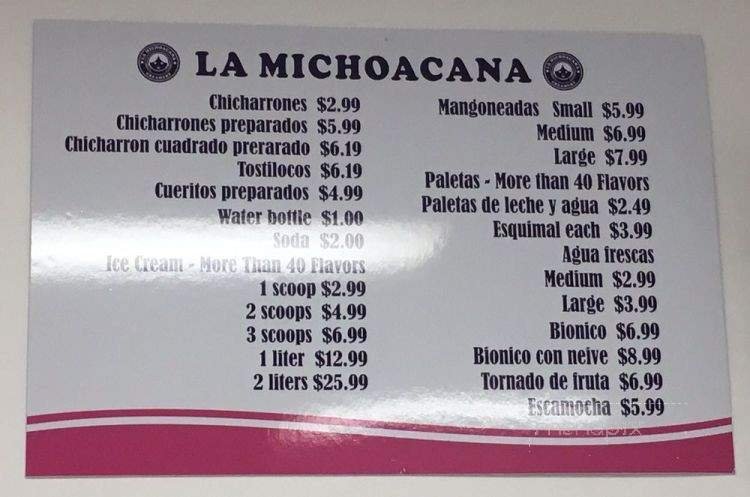 LA MICHOACANA
Chicharrones $2.99
Chicharrones preparados $5.99
Chicharron cuadrado prerarado $6.19
Tostilocos $6.19
Cueritos preparados $4.99
Water bottle $1.00
Soda $2.00
Ice Cream - More Than 40 Flavors
1 scoop $2.99
2 scoops $4.99
3 scoops $6.99
1 liter $12.99
2 liters $25.99
Mangoneadas Small $5.99
Medium $6.99
Large $7.99
Paletas - More than 40 Flavors
Paletas de leche y agua $2.49
Esquimal each $3.99
Agua frescas
Medium $2.99
Large $3.99
Bionico $6.99
Bionico con neive $8.99
Tornado de fruta $6.99
Escamocha $5.99
menupix